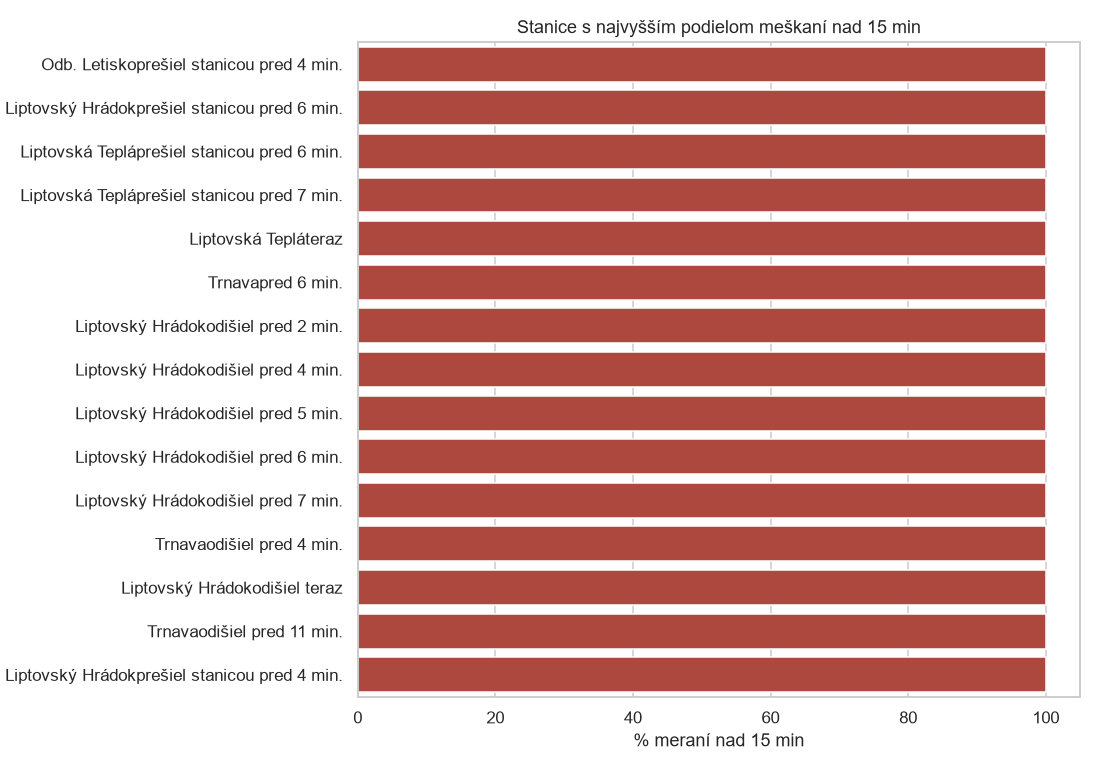 Stanice s najvyšším podielom meškaní nad 15 min
Odb. Letiskoprešiel stanicou pred 4 min.
Liptovský Hrádokprešiel stanicou pred 6 min.
Liptovská Tepláprešiel stanicou pred 6 min.
Liptovská Tepláprešiel stanicou pred 7 min.
Liptovská Tepláteraz
Trnavapred 6 min.
Liptovský Hrádokodišiel pred 2 min.
Liptovský Hrádokodišiel pred 4 min.
Liptovský Hrádokodišiel pred 5 min.
Liptovský Hrádokodišiel pred 6 min.
Liptovský Hrádokodišiel pred 7 min.
Trnavaodišiel pred 4 min.
Liptovský Hrádokodišiel teraz
Trnavaodišiel pred 11 min.
Liptovský Hrádokprešiel stanicou pred 4 min.
0 20 40 60 80 100
% meraní nad 15 min